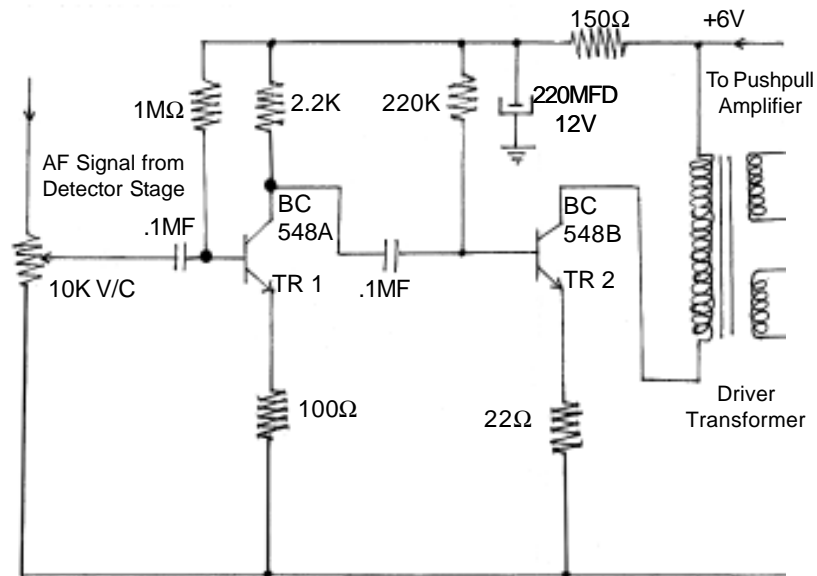 150Ω
+6V
1MΩ
2.2K
220K
220MFD
12V
To Pushpull
Amplifier
AF Signal from
Detector Stage
.1MF
BC
548A
BC
548B
10K V/C
TR 1
.1MF
TR 2
100Ω
22Ω
Driver
Transformer